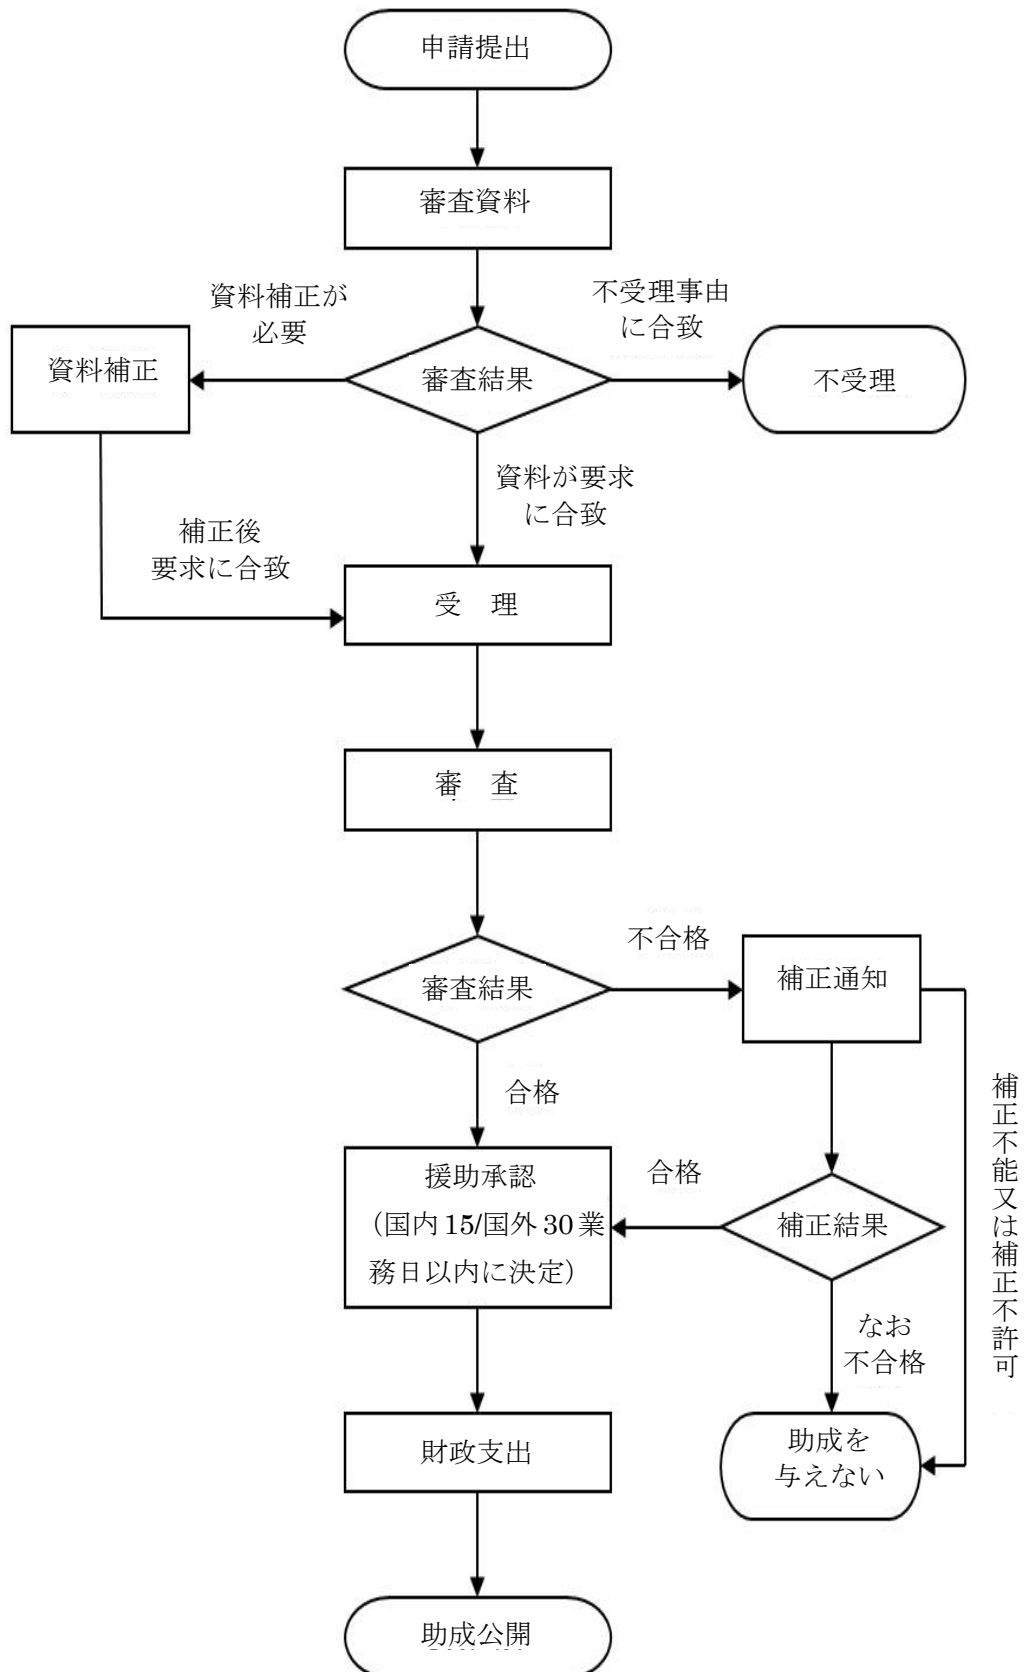 申請提出
審査資料
資料補正が
必要
不受理事由
に合致
資料補正
審査結果
不受理
資料が要求
に合致
補正後
要求に合致
受　理
審　査
不合格
審査結果
補正通知
合格
補正不能又は補正不許可
援助承認
（国内 15/国外 30 業
務日以内に決定）
合格
補正結果
なお
不合格
財政支出
助成を
与えない
助成公開